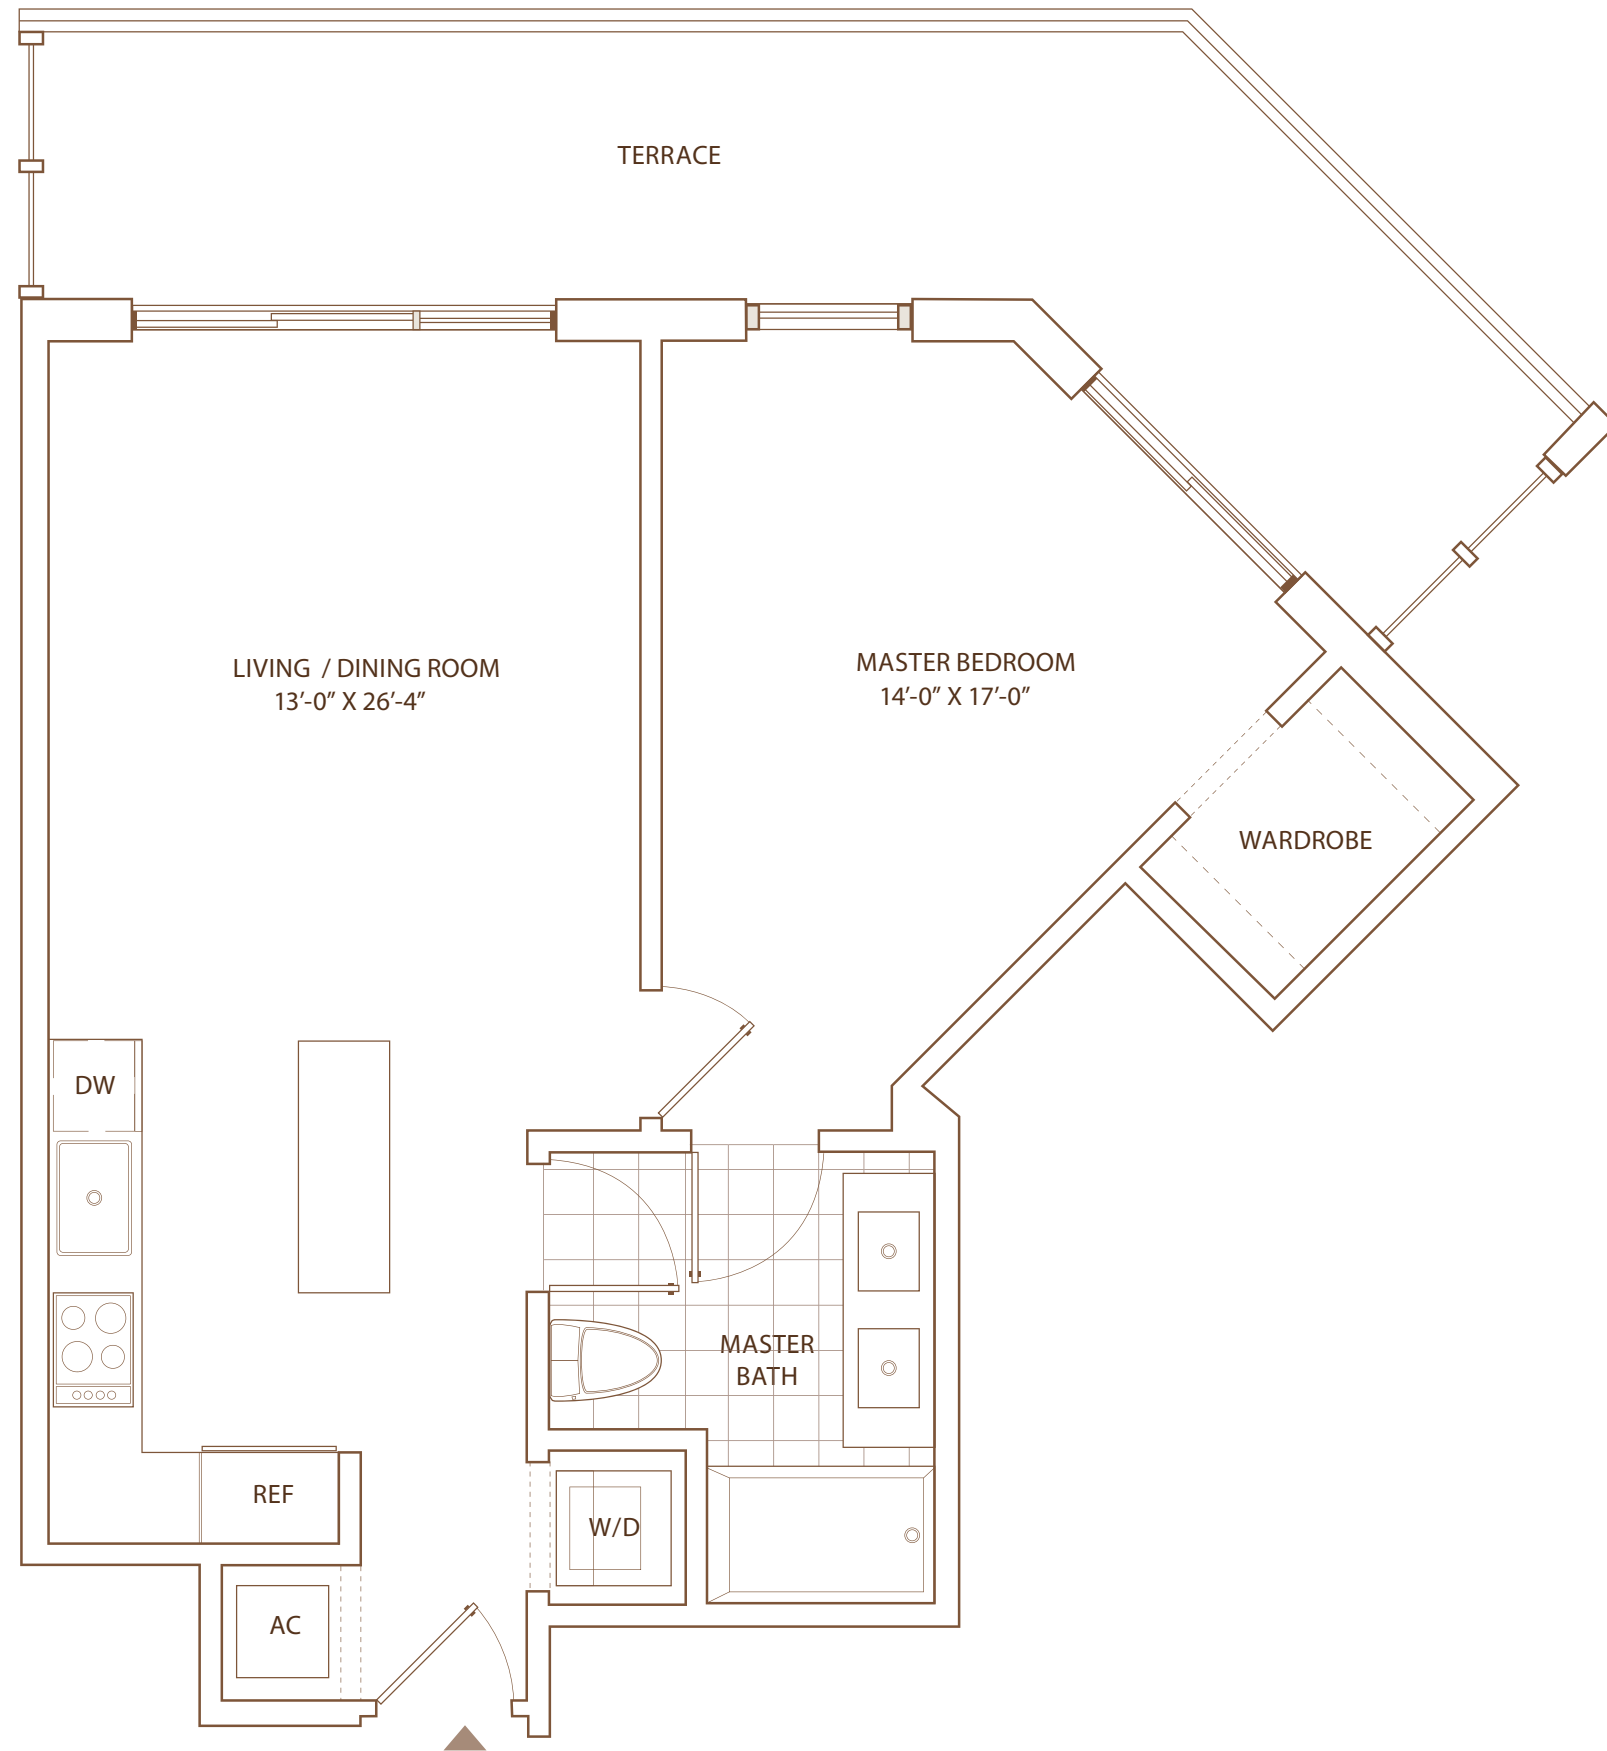 TERRACE
LIVING / DINING ROOM
13’-0” X 26’-4”
MASTER BEDROOM
14’-0” X 17’-0”
WARDROBE
DW
MASTER
BATH
REF
W/D
AC